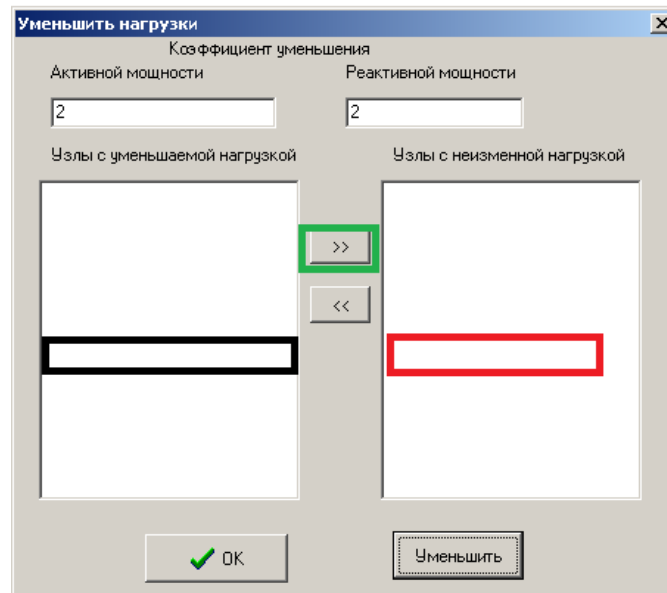 Уменьшить нагрузки
Коэффициент уменьшения
Активной мощности Реактивной мощности
2 2
Узлы с уменьшаемой нагрузкой Узлы с неизменной нагрузкой
>>
<<
OK Уменьшить